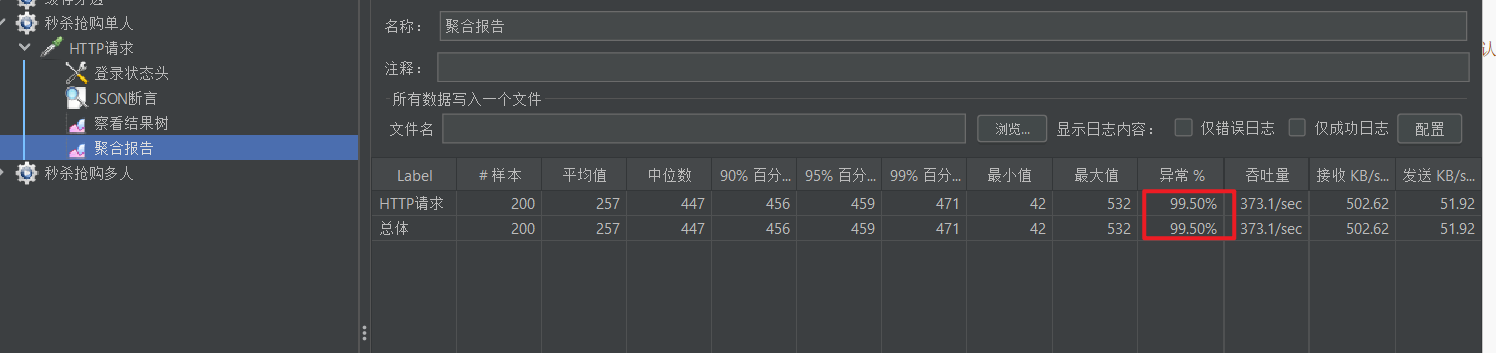 秒杀抢购单人
HTTP请求
登录状态头
JSON断言
察看结果树
聚合报告
秒杀抢购多人
名称： 聚合报告
注释：
所有数据写入一个文件
文件名 浏览... 显示日志内容： 仅错误日志 仅成功日志 配置
Label # 样本 平均值 中位数 90% 百分... 95% 百分... 99% 百分... 最小值 最大值 异常 % 吞吐量 接收 KB/s... 发送 KB/s...
HTTP请求 200 257 447 456 459 471 42 532 99.50% 373.1/sec 502.62 51.92
总体 200 257 447 456 459 471 42 532 99.50% 373.1/sec 502.62 51.92